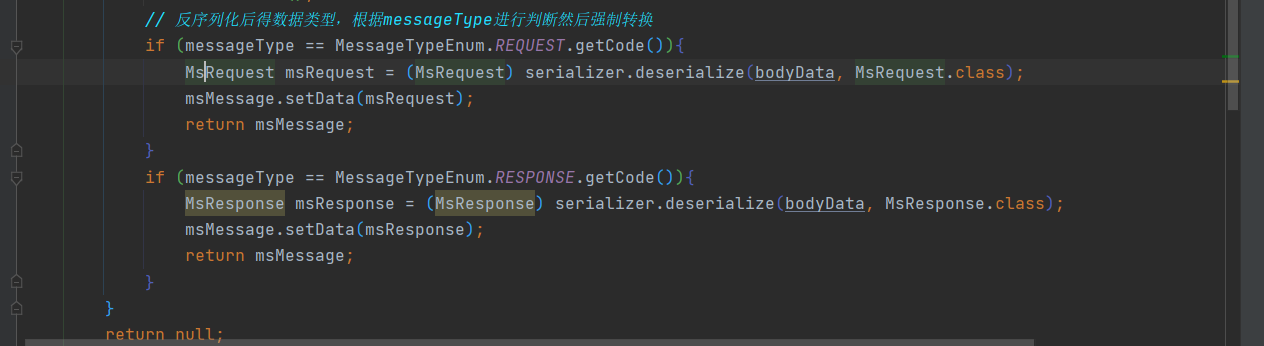 // 反序列化后得数据类型，根据messageType进行判断然后强制转换
if (messageType == MessageTypeEnum.REQUEST.getCode()){
MsRequest msRequest = (MsRequest) serializer.deserialize(bodyData, MsRequest.class);
msMessage.setData(msRequest);
return msMessage;
}
if (messageType == MessageTypeEnum.RESPONSE.getCode()){
MsResponse msResponse = (MsResponse) serializer.deserialize(bodyData, MsResponse.class);
msMessage.setData(msResponse);
return msMessage;
}
}
return null;